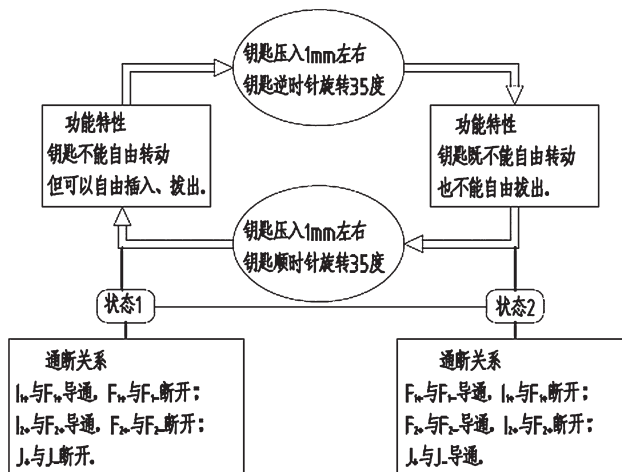 钥匙压入1mm左右
钥匙逆时针旋转35度
功能特性
钥匙不能自由转动
但可以自由插入、拔出.
功能特性
钥匙既不能自由转动
也不能自由拔出.
钥匙压入1mm左右
钥匙顺时针旋转35度
状态1
状态2
通断关系
I₁₊与F₁₊导通, F₁₊与F₁₋断开;
I₂₊与F₂₊导通, F₂₊与F₂₋断开;
J₊与J₋断开.
通断关系
F₁₊与F₁₋导通, I₁₊与F₁₊断开;
F₂₊与F₂₋导通, I₂₊与F₂₊断开;
J₊与J₋导通.